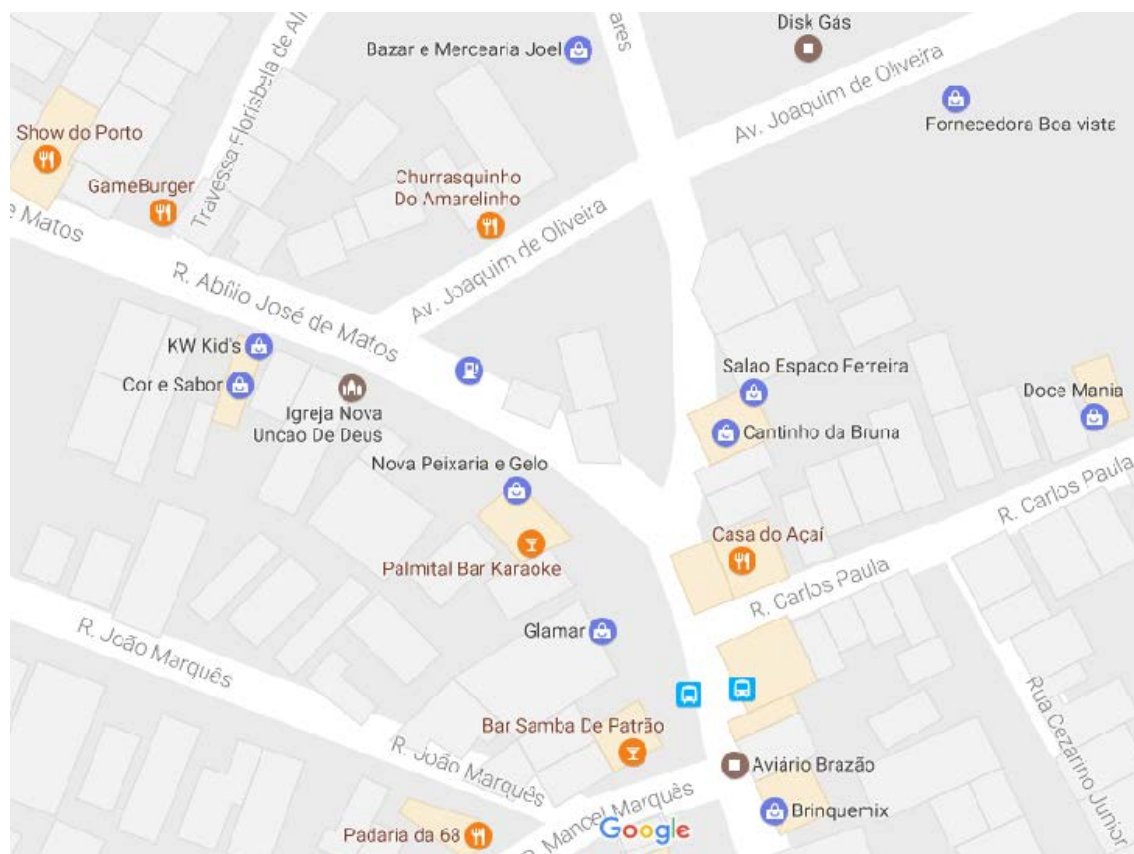 Disk Gás
ares
Bazar e Mercearia Joel
Av. Joaquim de Oliveira
Fornecedora Boa vista
Travessa Florisbela de
Show do Porto
GameBurger
Churrasquinho
Do Amarelinho
Av. Joaquim de Oliveira
Matos
R. Abílio José de Matos
KW Kid's
Cor e Sabor
Igreja Nova
Uncao De Deus
Salao Espaco Ferreira
Cantinho da Bruna
Doce Mania
Nova Peixaria e Gelo
R. Carlos Paula
Palmital Bar Karaoke
Casa do Açaí
R. Carlos Paula
Glamar
R. João Marquês
Rua Cezarino Junior
Bar Samba De Patrão
R. João Marquês
Aviário Brazão
R. Manoel Marquês
Brinquemix
Padaria da 68
Google